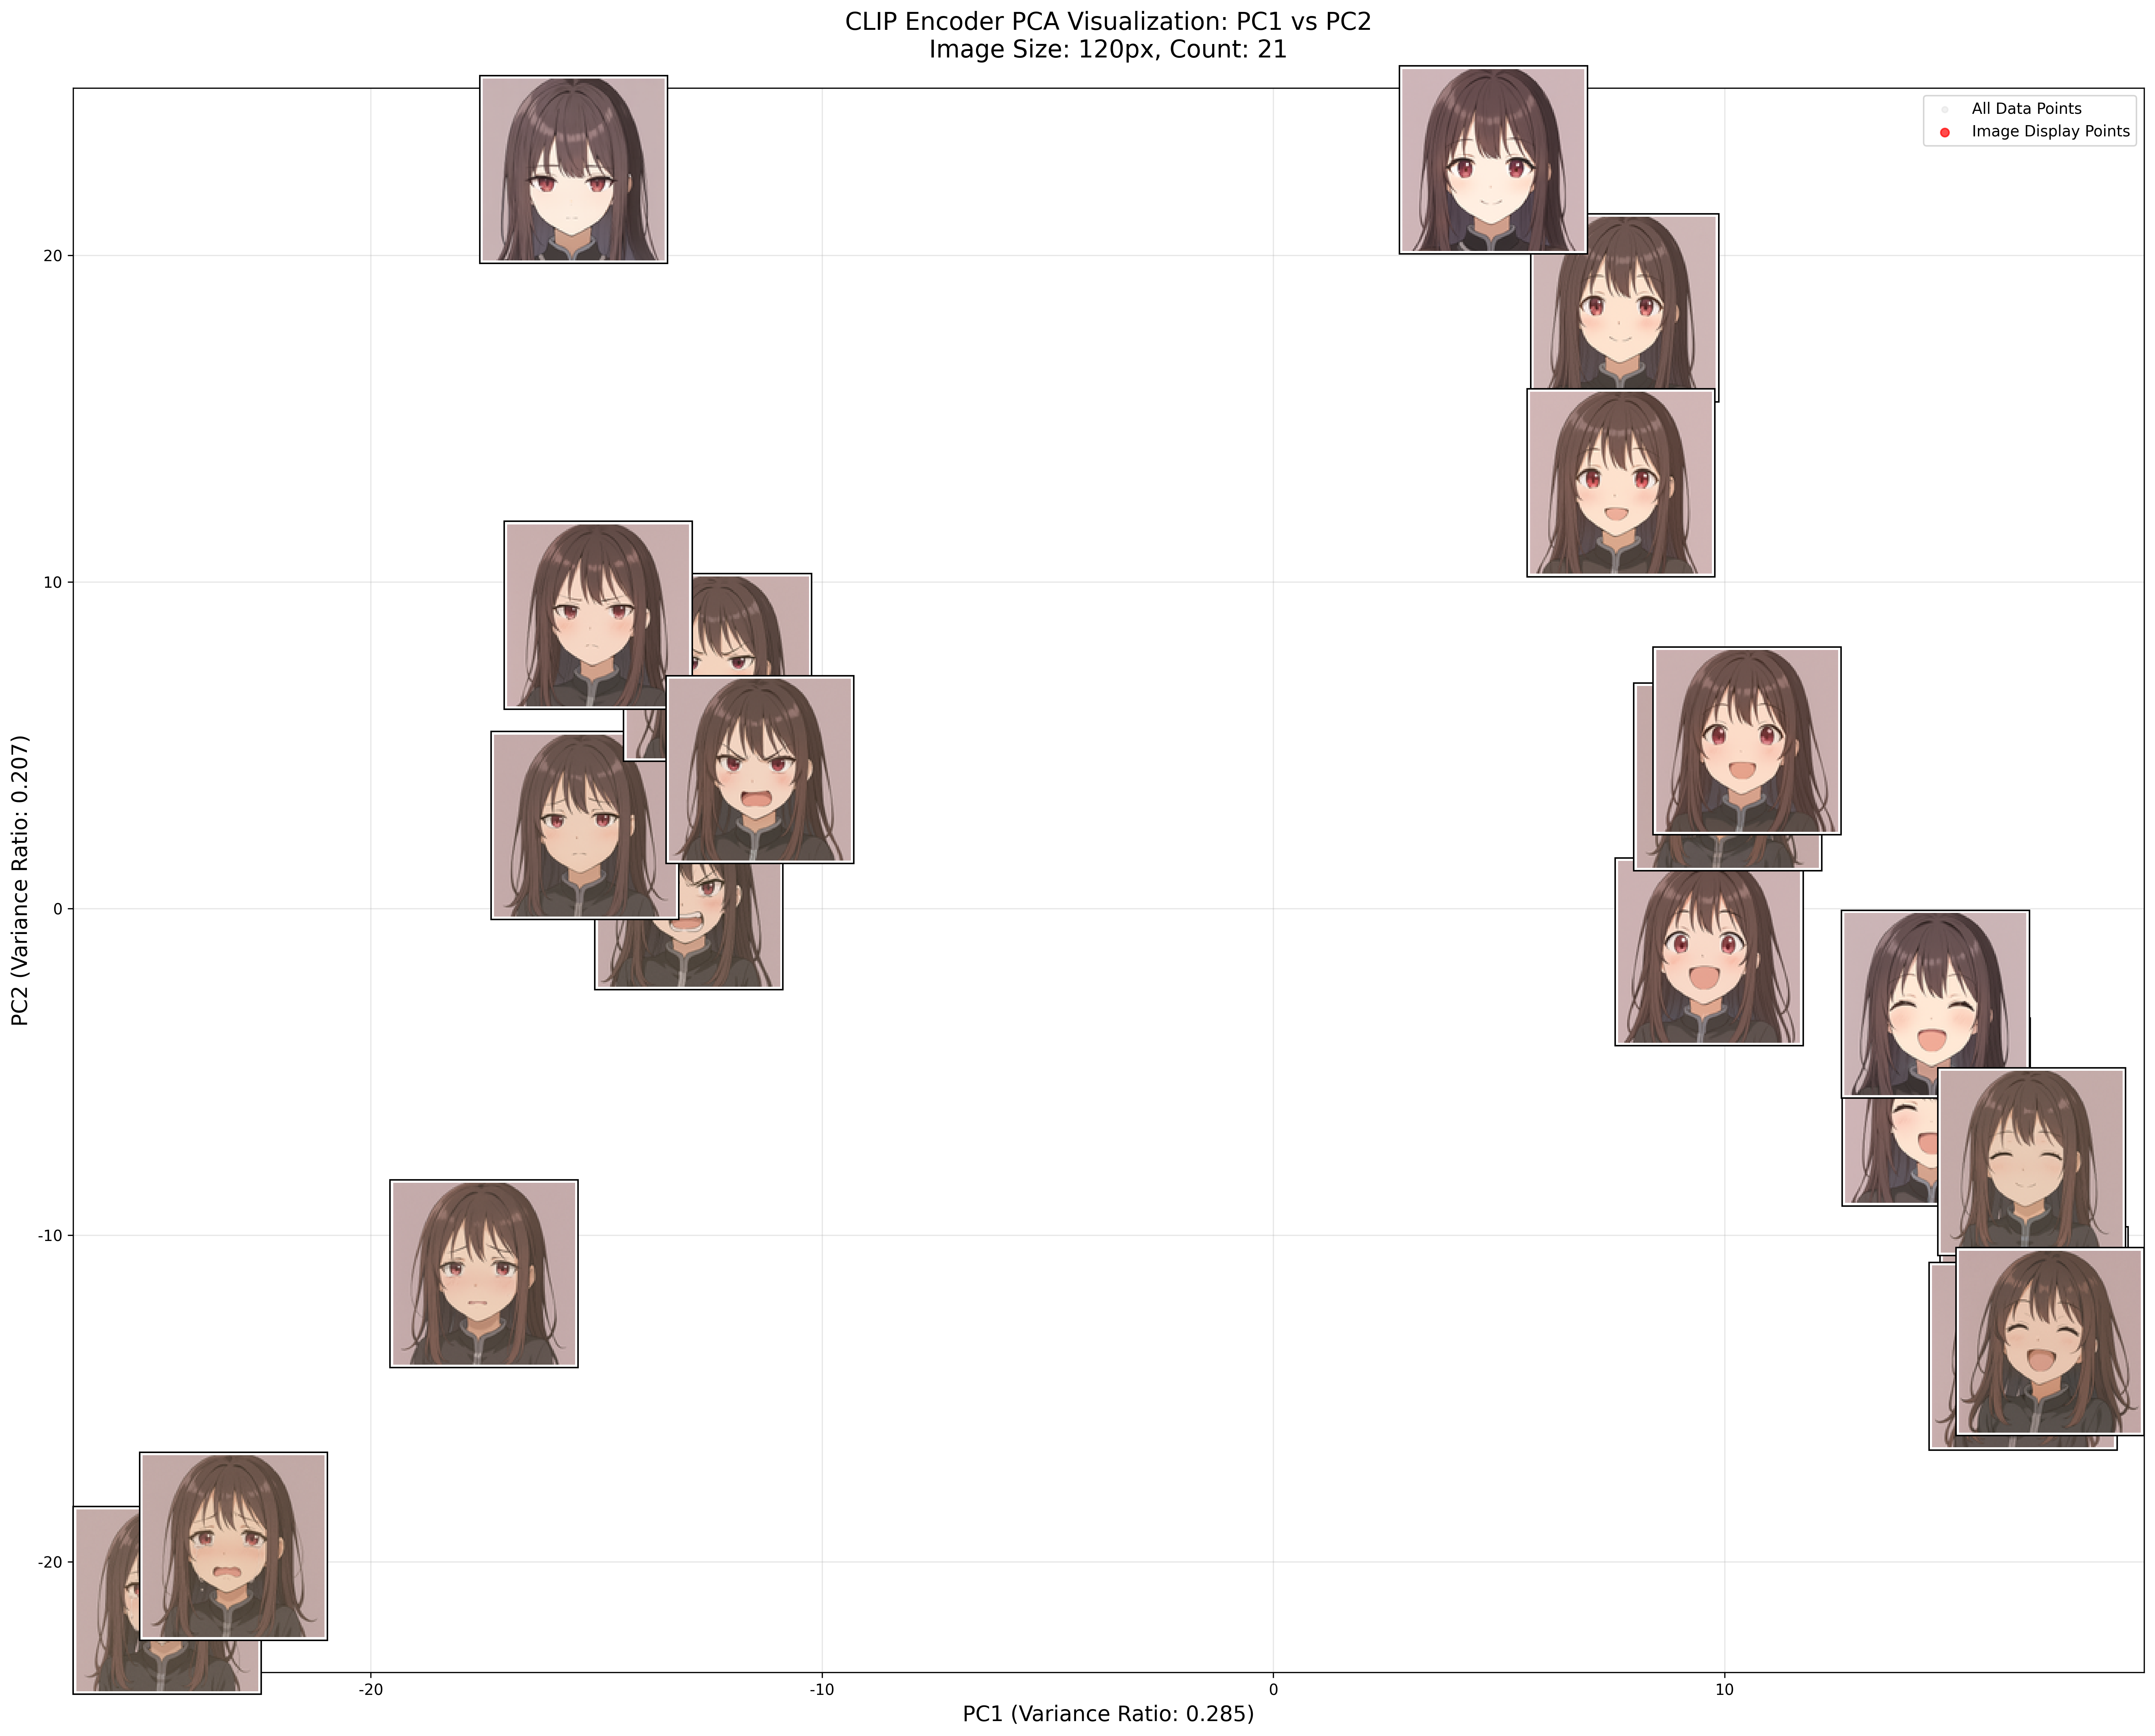 CLIP Encoder PCA Visualization: PC1 vs PC2
Image Size: 120px, Count: 21
All Data Points
Image Display Points
20
10
0
-10
-20
PC2 (Variance Ratio: 0.207)
-20
-10
0
10
PC1 (Variance Ratio: 0.285)